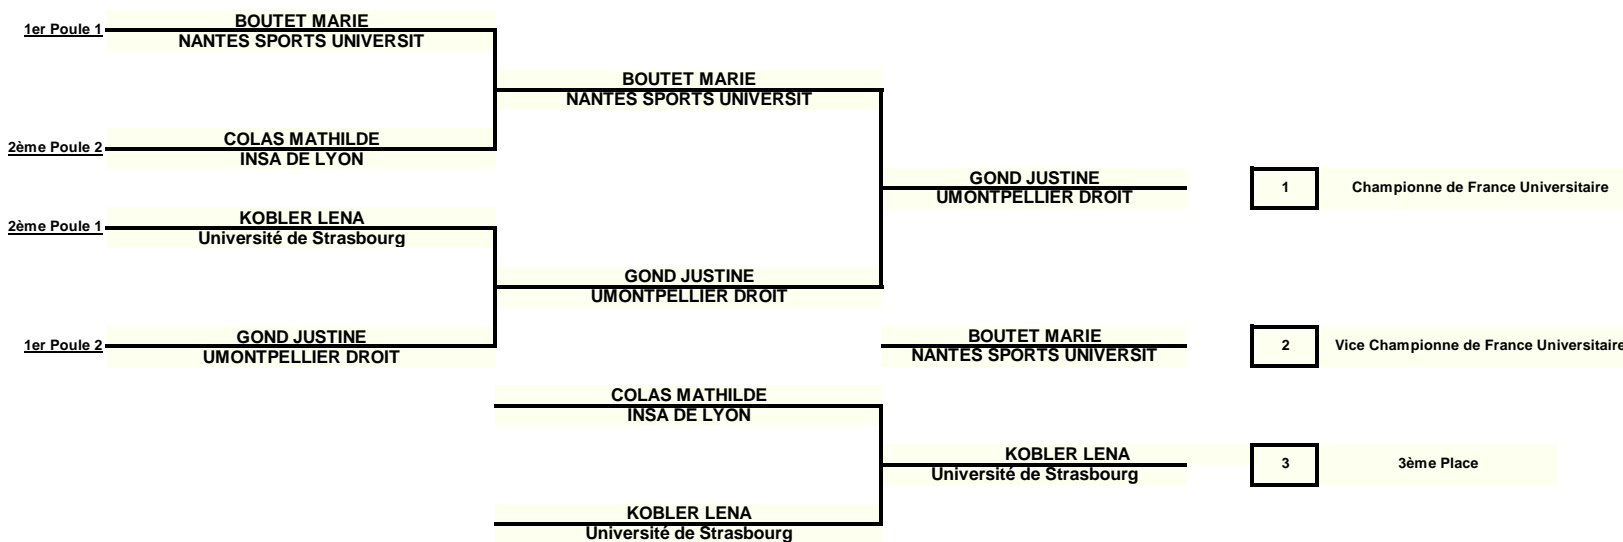 1er Poule 1
BOUTET MARIE
NANTES SPORTS UNIVERSIT
BOUTET MARIE
NANTES SPORTS UNIVERSIT
2ème Poule 2
COLAS MATHILDE
INSA DE LYON
GOND JUSTINE
UMONTPELLIER DROIT
1
Championne de France Universitaire
2ème Poule 1
KOBLER LENA
Université de Strasbourg
GOND JUSTINE
UMONTPELLIER DROIT
1er Poule 2
GOND JUSTINE
UMONTPELLIER DROIT
BOUTET MARIE
NANTES SPORTS UNIVERSIT
2
Vice Championne de France Universitaire
COLAS MATHILDE
INSA DE LYON
KOBLER LENA
Université de Strasbourg
3
3ème Place
KOBLER LENA
Université de Strasbourg